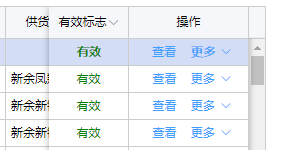 供货 有效标志 操作
有效 查看 更多
新余凤 有效 查看 更多
新余新 有效 查看 更多
新余新 有效 查看 更多